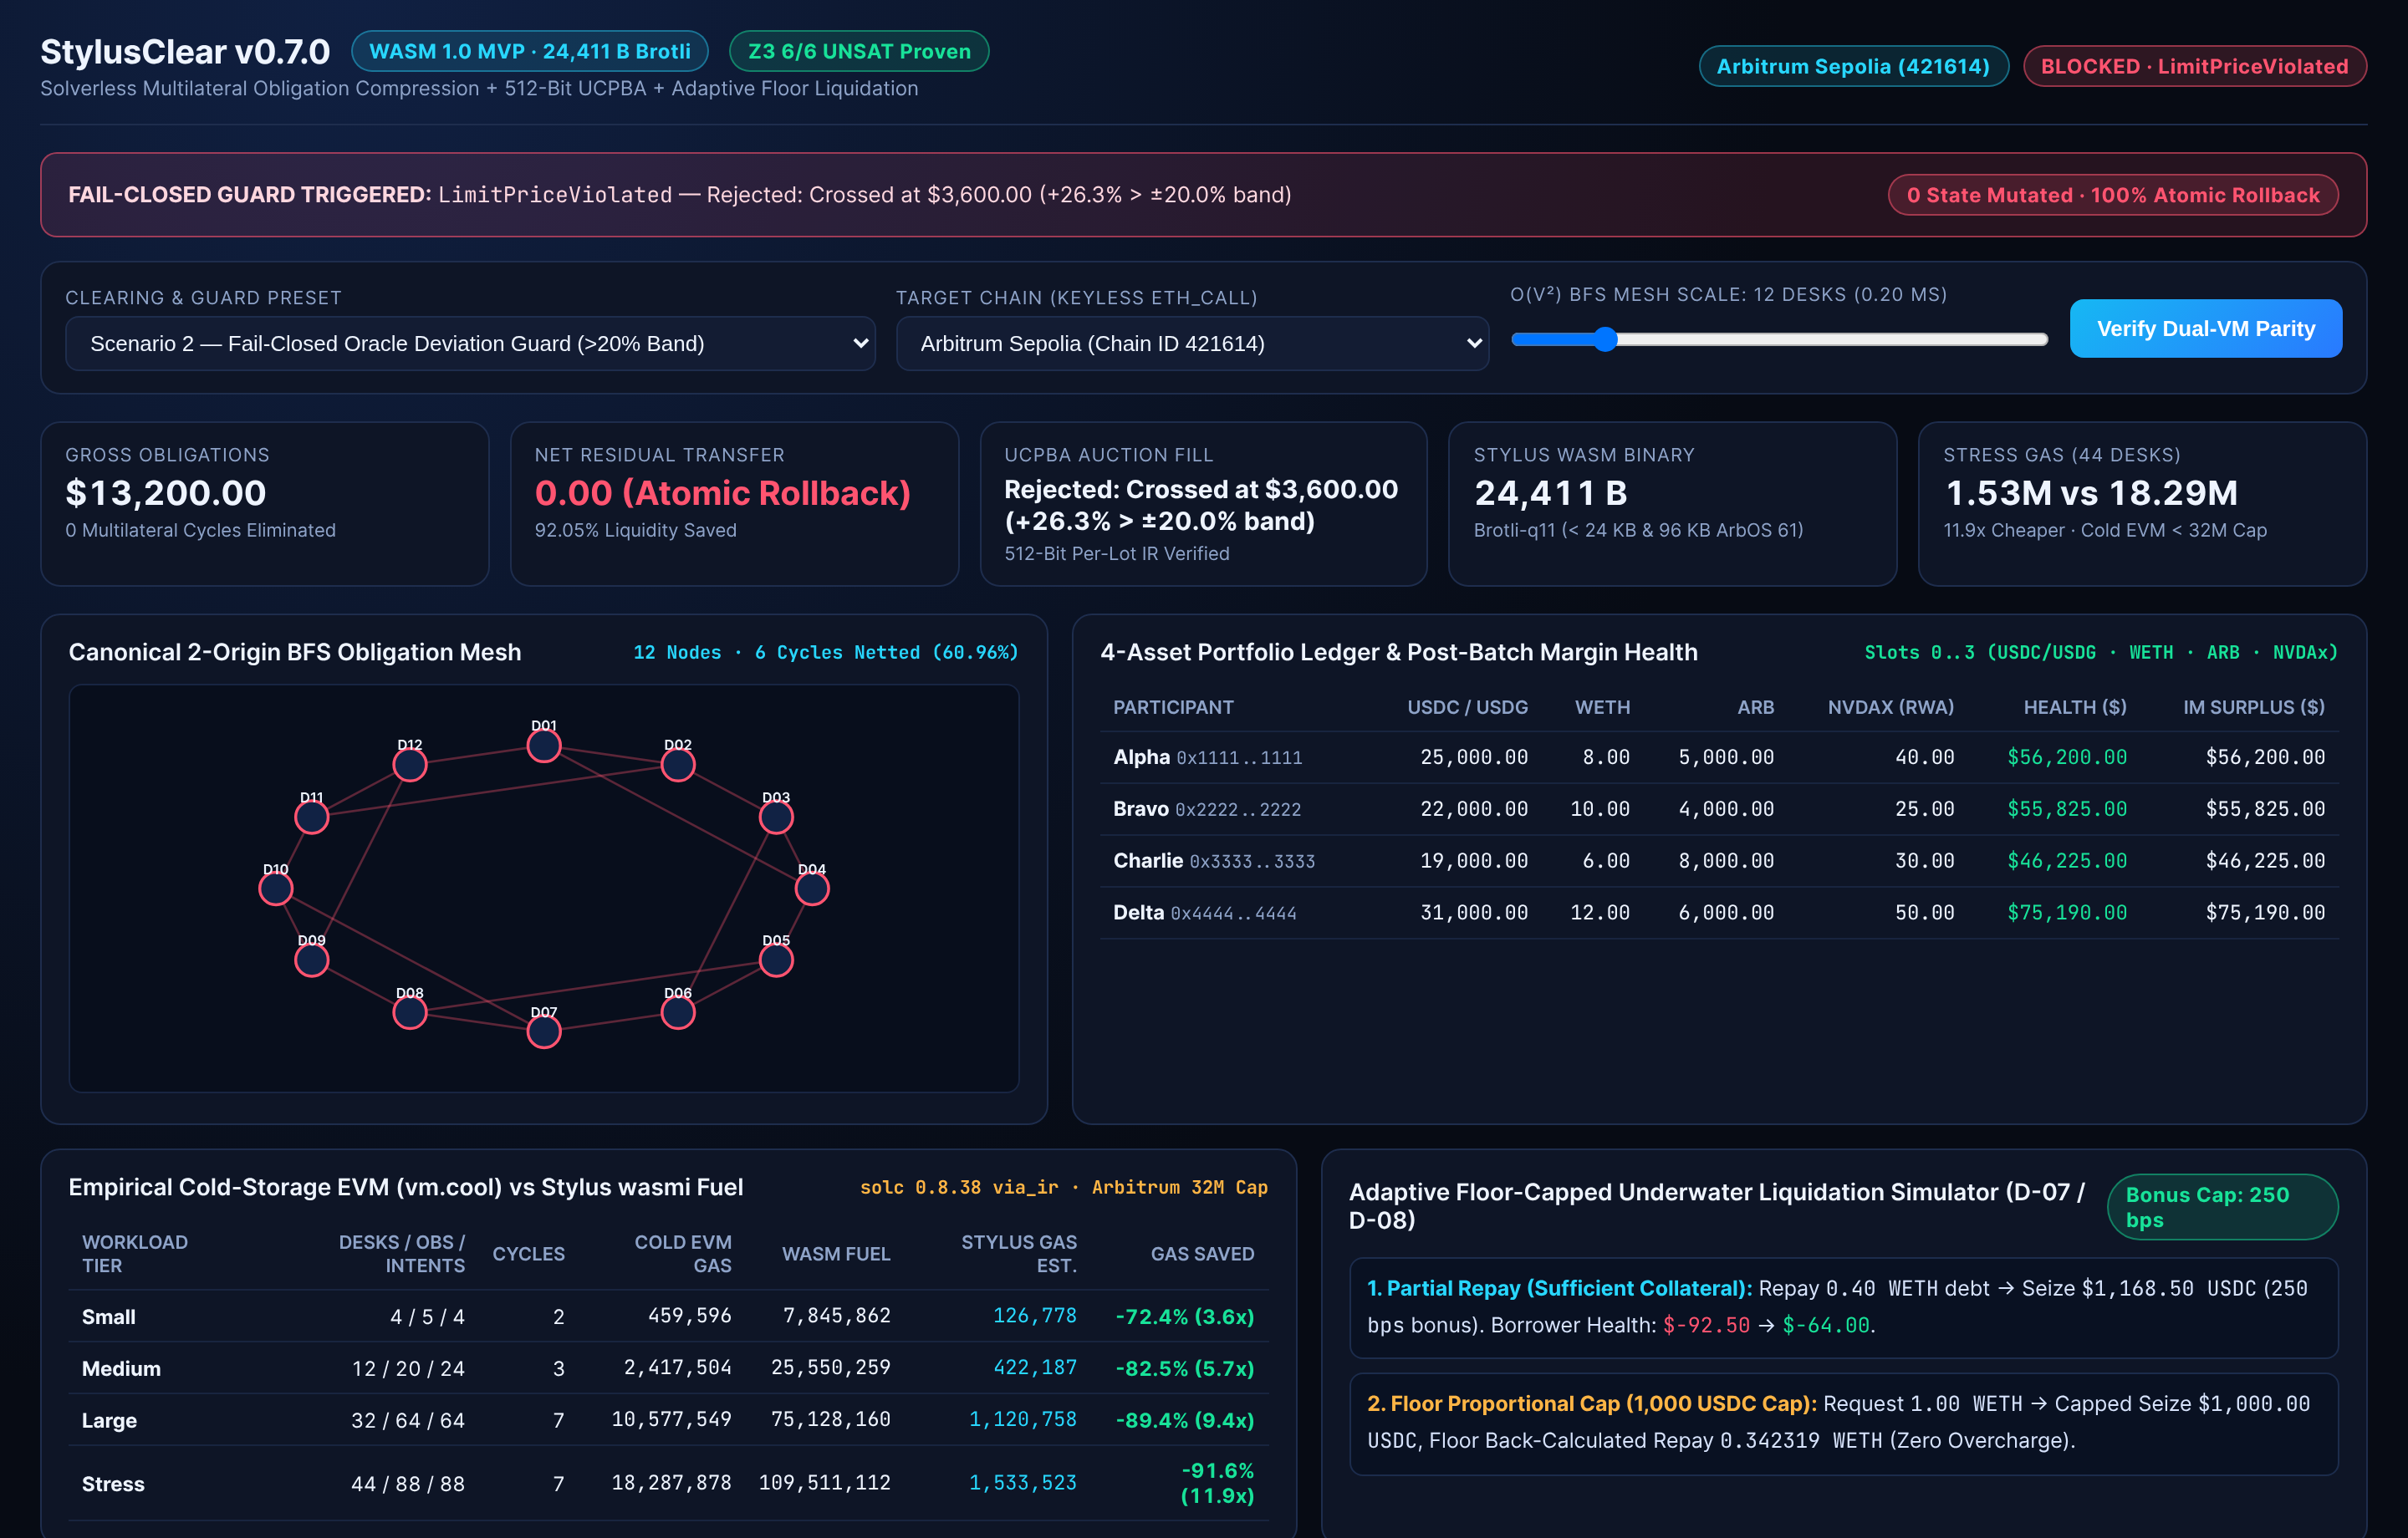 StylusClear v0.7.0
WASM 1.0 MVP · 24,411 B Brotli
Z3 6/6 UNSAT Proven
Solverless Multilateral Obligation Compression + 512-Bit UCPBA + Adaptive Floor Liquidation
Arbitrum Sepolia (421614)
BLOCKED · LimitPriceViolated
FAIL-CLOSED GUARD TRIGGERED: LimitPriceViolated — Rejected: Crossed at $3,600.00 (+26.3% > ±20.0% band)
0 State Mutated · 100% Atomic Rollback
CLEARING & GUARD PRESET
Scenario 2 — Fail-Closed Oracle Deviation Guard (>20% Band)
TARGET CHAIN (KEYLESS ETH_CALL)
Arbitrum Sepolia (Chain ID 421614)
O(V²) BFS MESH SCALE: 12 DESKS (0.20 MS)
Verify Dual-VM Parity
GROSS OBLIGATIONS
$13,200.00
0 Multilateral Cycles Eliminated
NET RESIDUAL TRANSFER
0.00 (Atomic Rollback)
92.05% Liquidity Saved
UCPBA AUCTION FILL
Rejected: Crossed at $3,600.00
(+26.3% > ±20.0% band)
512-Bit Per-Lot IR Verified
STYLUS WASM BINARY
24,411 B
Brotli-q11 (< 24 KB & 96 KB ArbOS 61)
STRESS GAS (44 DESKS)
1.53M vs 18.29M
11.9x Cheaper · Cold EVM < 32M Cap
Canonical 2-Origin BFS Obligation Mesh
12 Nodes · 6 Cycles Netted (60.96%)
D01
D12
D02
D11
D03
D10
D04
D09
D05
D08
D06
D07
4-Asset Portfolio Ledger & Post-Batch Margin Health
Slots 0..3 (USDC/USDG · WETH · ARB · NVDAx)
PARTICIPANT USDC / USDG WETH ARB NVDAX (RWA) HEALTH ($) IM SURPLUS ($)
Alpha 0x1111..1111 25,000.00 8.00 5,000.00 40.00 $56,200.00 $56,200.00
Bravo 0x2222..2222 22,000.00 10.00 4,000.00 25.00 $55,825.00 $55,825.00
Charlie 0x3333..3333 19,000.00 6.00 8,000.00 30.00 $46,225.00 $46,225.00
Delta 0x4444..4444 31,000.00 12.00 6,000.00 50.00 $75,190.00 $75,190.00
Empirical Cold-Storage EVM (vm.cool) vs Stylus wasmi Fuel
solc 0.8.38 via_ir · Arbitrum 32M Cap
WORKLOAD TIER DESKS / OBS / INTENTS CYCLES COLD EVM GAS WASM FUEL STYLUS GAS EST. GAS SAVED
Small 4 / 5 / 4 2 459,596 7,845,862 126,778 -72.4% (3.6x)
Medium 12 / 20 / 24 3 2,417,504 25,550,259 422,187 -82.5% (5.7x)
Large 32 / 64 / 64 7 10,577,549 75,128,160 1,120,758 -89.4% (9.4x)
Stress 44 / 88 / 88 7 18,287,878 109,511,112 1,533,523 -91.6% (11.9x)
Adaptive Floor-Capped Underwater Liquidation Simulator (D-07 /
D-08)
Bonus Cap: 250
bps
1. Partial Repay (Sufficient Collateral): Repay 0.40 WETH debt → Seize $1,168.50 USDC (250
bps bonus). Borrower Health: $-92.50 → $-64.00.
2. Floor Proportional Cap (1,000 USDC Cap): Request 1.00 WETH → Capped Seize $1,000.00
USDC, Floor Back-Calculated Repay 0.342319 WETH (Zero Overcharge).